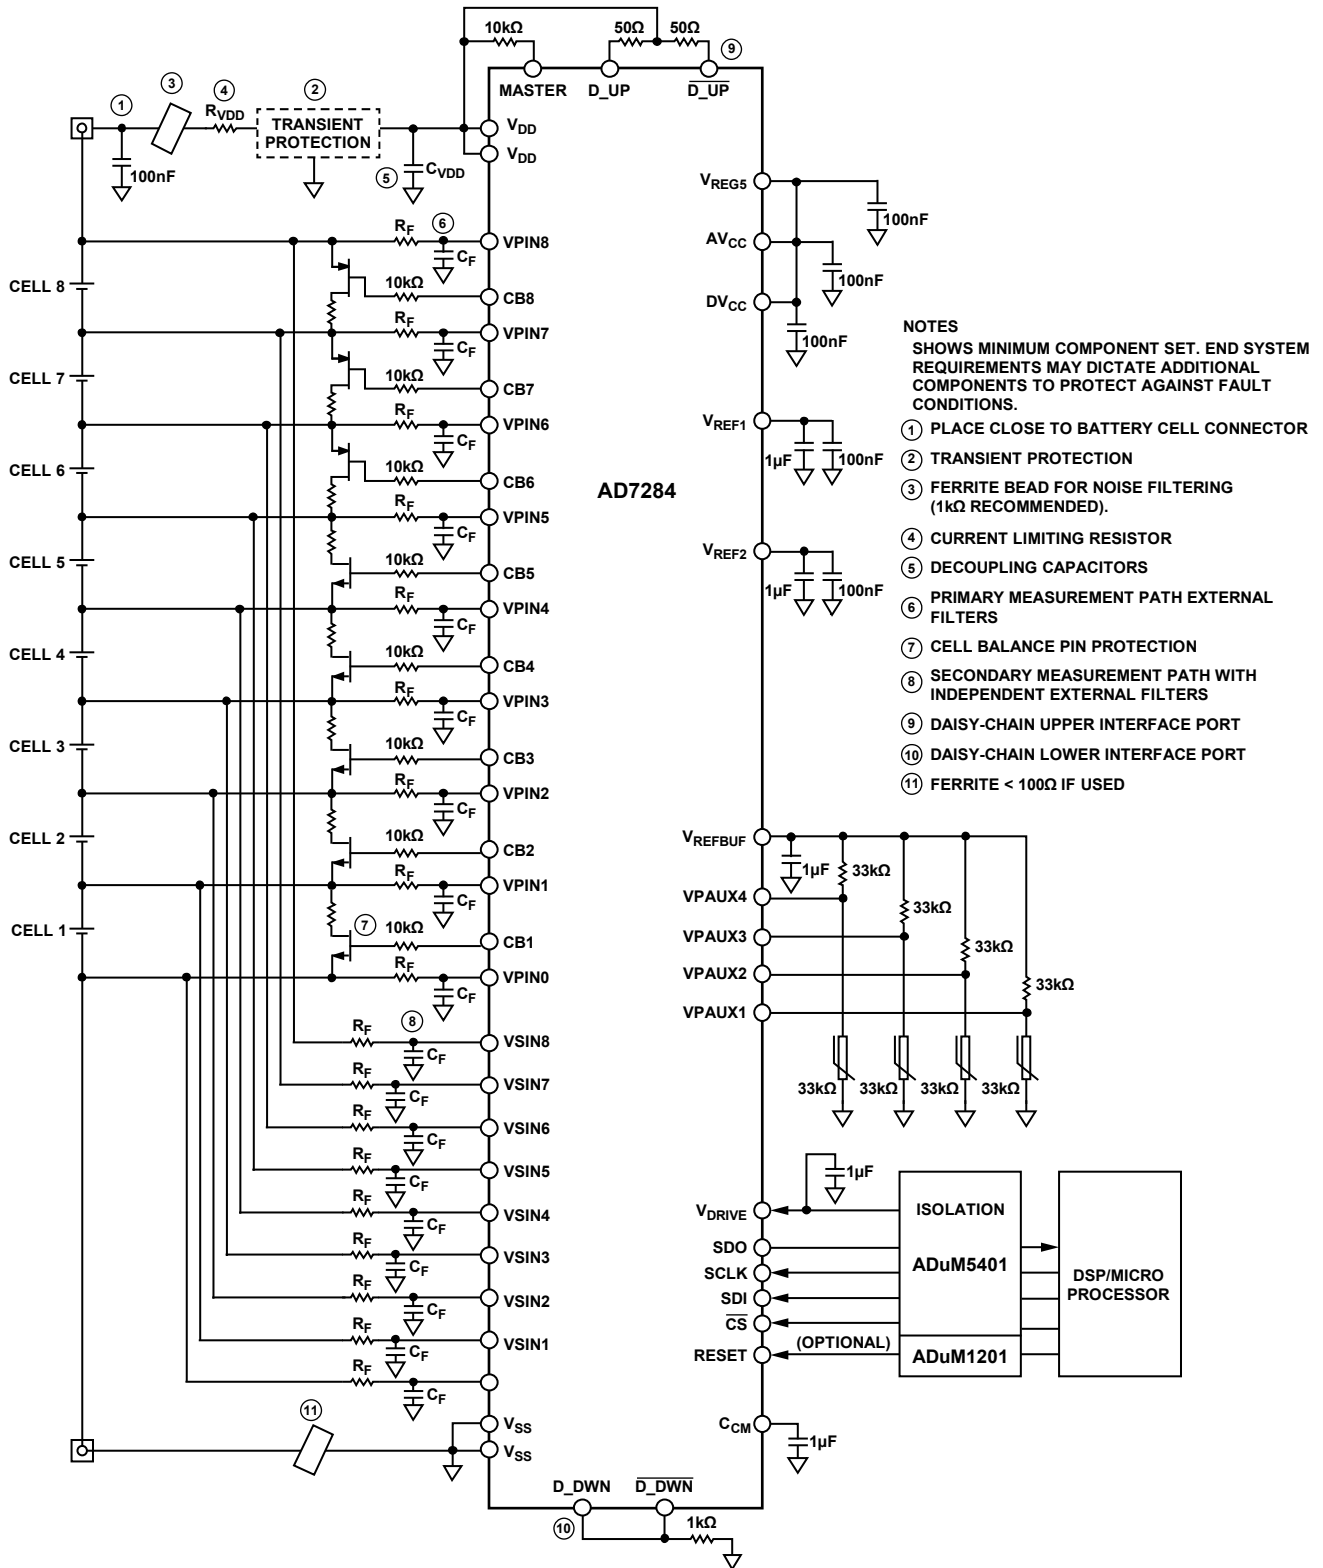 10kΩ 50Ω 50Ω
9
MASTER D_UP D_UP
3 4 2
1 RVDD
TRANSIENT
PROTECTION
VDD
VDD
100nF
5 CVDD
VREG5
100nF
AVCC
100nF
DVCC
100nF
RF 6 VPIN8
CF
CELL 8
10kΩ CB8
RF VPIN7
CF
CELL 7
10kΩ CB7
RF VPIN6
CF
CELL 6
10kΩ CB6
RF VPIN5
CF
CELL 5
10kΩ CB5
RF VPIN4
CF
CELL 4
10kΩ CB4
RF VPIN3
CF
CELL 3
10kΩ CB3
RF VPIN2
CF
CELL 2
10kΩ CB2
RF VPIN1
CF
CELL 1
7 10kΩ CB1
RF VPIN0
CF
8
RF CF VSIN8
RF CF VSIN7
RF CF VSIN6
RF CF VSIN5
RF CF VSIN4
RF CF VSIN3
RF CF VSIN2
RF CF VSIN1
RF CF
11
VSS
VSS
AD7284
VREF1
1µF 100nF
VREF2
1µF 100nF
NOTES
SHOWS MINIMUM COMPONENT SET. END SYSTEM
REQUIREMENTS MAY DICTATE ADDITIONAL
COMPONENTS TO PROTECT AGAINST FAULT
CONDITIONS.
1 PLACE CLOSE TO BATTERY CELL CONNECTOR
2 TRANSIENT PROTECTION
3 FERRITE BEAD FOR NOISE FILTERING
(1kΩ RECOMMENDED).
4 CURRENT LIMITING RESISTOR
5 DECOUPLING CAPACITORS
6 PRIMARY MEASUREMENT PATH EXTERNAL
FILTERS
7 CELL BALANCE PIN PROTECTION
8 SECONDARY MEASUREMENT PATH WITH
INDEPENDENT EXTERNAL FILTERS
9 DAISY-CHAIN UPPER INTERFACE PORT
10 DAISY-CHAIN LOWER INTERFACE PORT
11 FERRITE < 100Ω IF USED
VREFBUF
1µF 33kΩ
VPAUX4
33kΩ
VPAUX3
33kΩ
VPAUX2
33kΩ
VPAUX1
33kΩ 33kΩ 33kΩ 33kΩ
1µF
VDRIVE
SDO
SCLK
SDI
CS
RESET
(OPTIONAL)
ISOLATION
ADuM5401
ADuM1201
DSP/MICRO
PROCESSOR
CCM
1µF
D_DWN D_DWN
10
1kΩ